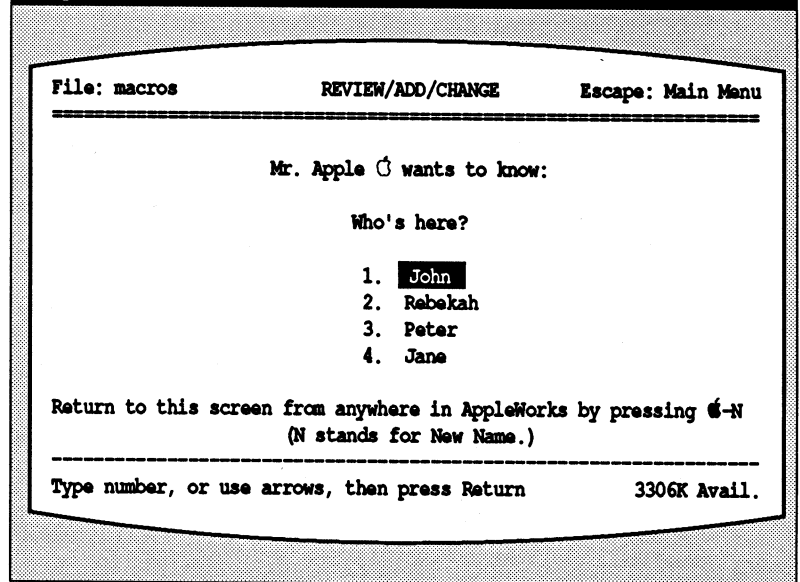 File: macros REVIEW/ADD/CHANGE Escape: Main Menu
Mr. Apple  wants to know:
Who's here?
1. John
2. Rebekah
3. Peter
4. Jane
Return to this screen from anywhere in AppleWorks by pressing -N
(N stands for New Name.)
Type number, or use arrows, then press Return 3306K Avail.